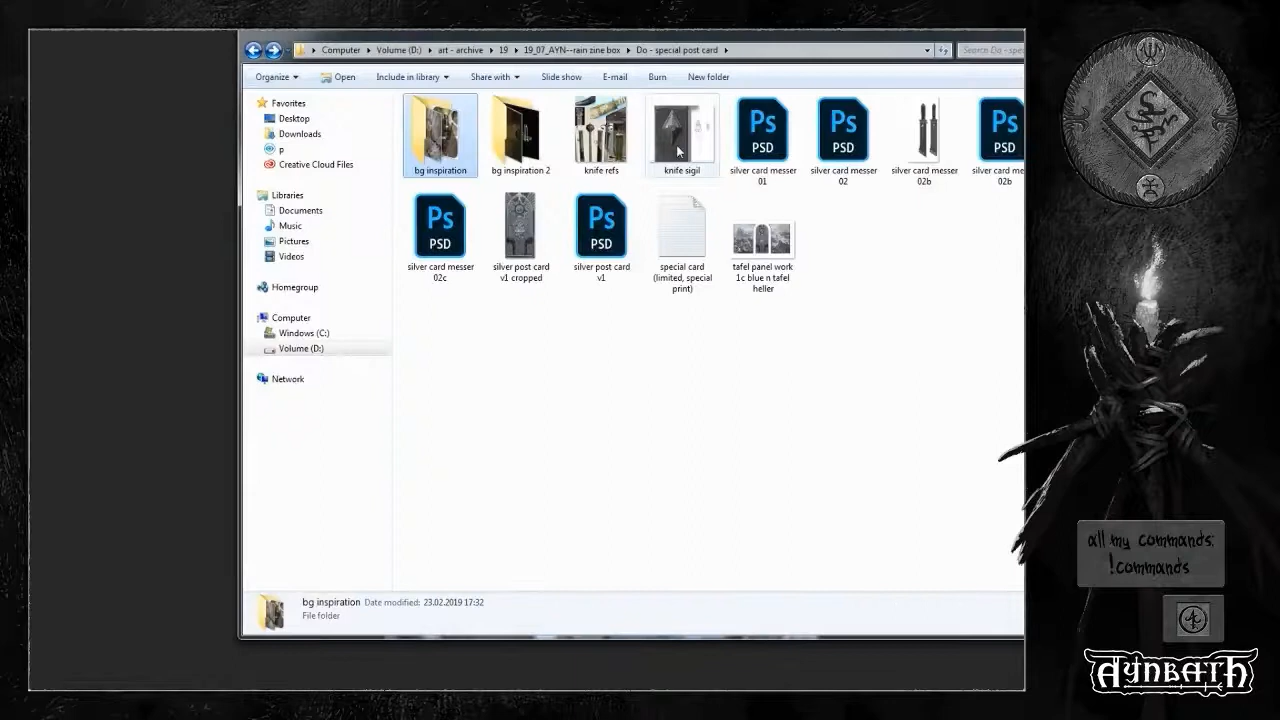 Computer ▸ Volume (D:) ▸ art - archive ▸ 19 ▸ 19_07_AYN--rain zine box ▸ Do - special post card ▸
Search Do - spec
Organize Open Include in library Share with Slide show E-mail Burn New folder
Favorites
Desktop
Downloads
p
Creative Cloud Files
Libraries
Documents
Music
Pictures
Videos
Homegroup
Computer
Windows (C:)
Volume (D:)
Network
bg inspiration
bg inspiration 2
knife refs
knife sigil
Ps
PSD
silver card messer
01
Ps
PSD
silver card messer
02
silver card messer
02b
Ps
PSD
silver card me
02b
Ps
PSD
silver card messer
02c
silver post card
v1 cropped
Ps
PSD
silver post card
v1
special card
(limited, special
print)
tafel panel work
1c blue n tafel
heller
bg inspiration Date modified: 23.02.2019 17:32
File folder
all my commands:
!commands
AYNBATH